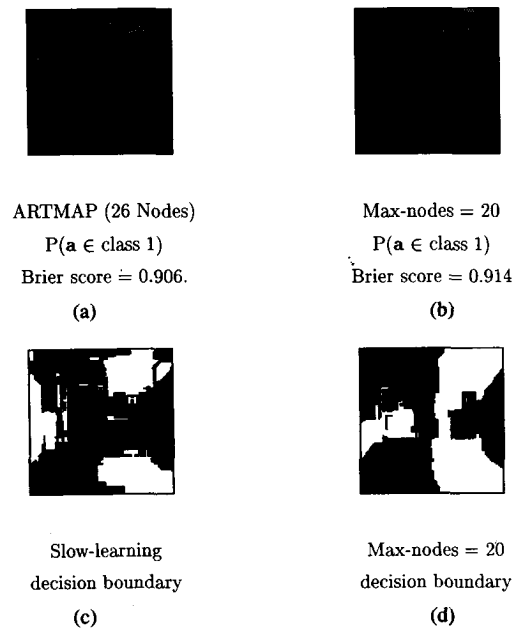 ARTMAP (26 Nodes)
P(a ∈ class 1)
Brier score = 0.906.
(a)
Max-nodes = 20
P(a ∈ class 1)
Brier score = 0.914
(b)
Slow-learning
decision boundary
(c)
Max-nodes = 20
decision boundary
(d)